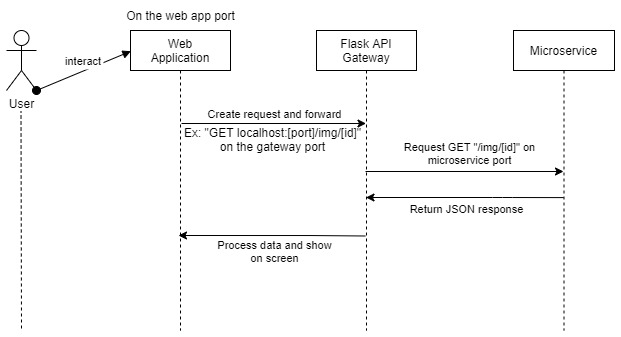 On the web app port
Web
Application
Flask API
Gateway
Microservice
interact
User
Create request and forward
Ex: "GET localhost:[port]/img/[id]"
on the gateway port
Request GET "/img/[id]" on
microservice port
Return JSON response
Process data and show
on screen